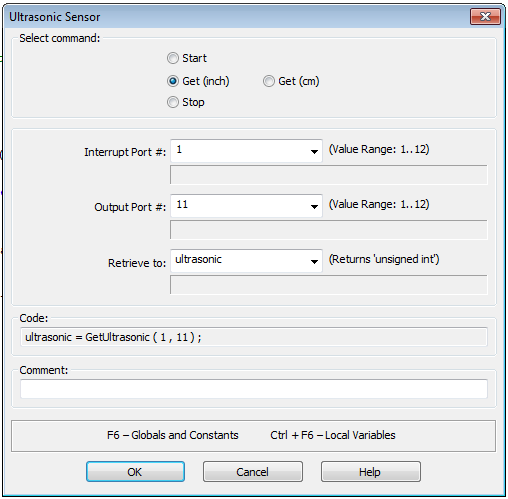 Ultrasonic Sensor
Select command:
Start
Get (inch) Get (cm)
Stop
Interrupt Port #: 1 (Value Range: 1..12)
Output Port #: 11 (Value Range: 1..12)
Retrieve to: ultrasonic (Returns 'unsigned int')
Code:
ultrasonic = GetUltrasonic ( 1 , 11 ) ;
Comment:
F6 – Globals and Constants Ctrl + F6 – Local Variables
OK Cancel Help